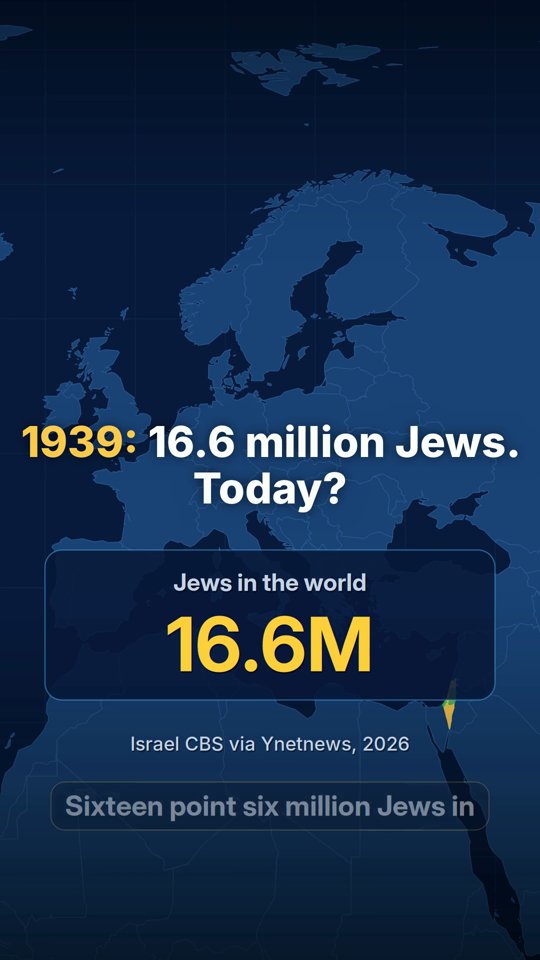 1939: 16.6 million Jews.
Today?
Jews in the world
16.6M
Israel CBS via Ynetnews, 2026
Sixteen point six million Jews in